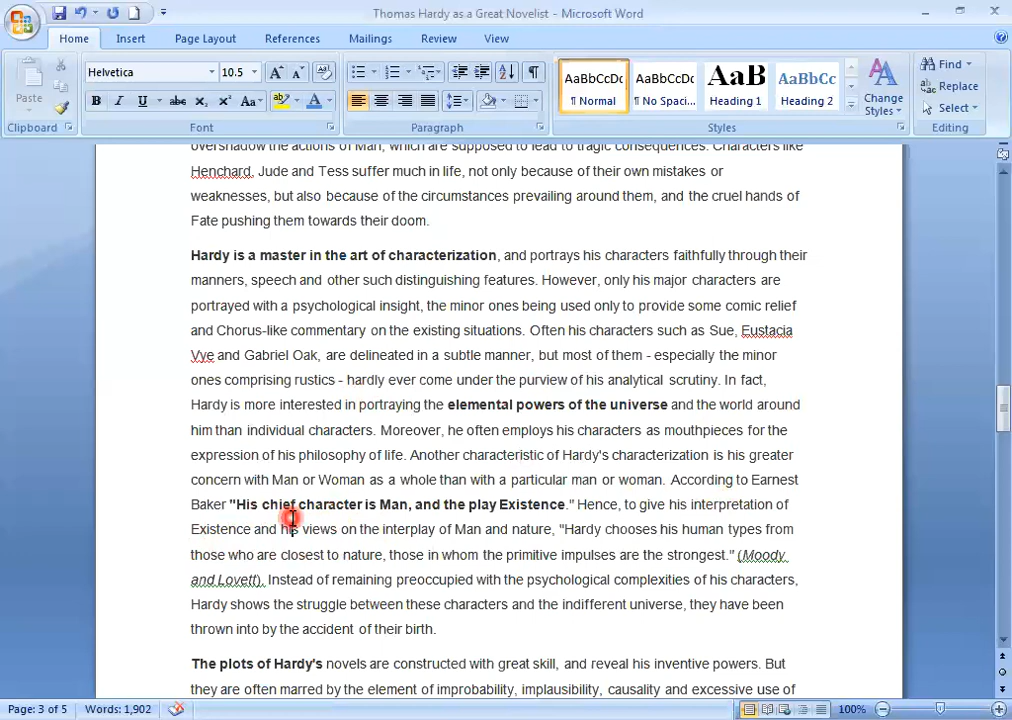 Thomas Hardy as a Great Novelist - Microsoft Word
Home Insert Page Layout References Mailings Review View
Paste
Clipboard
Helvetica 10.5
B I U abc X₂ X² Aa A
Font
Paragraph
AaBbCcDc AaBbCcDc AaB AaBbCc
¶ Normal ¶ No Spaci... Heading 1 Heading 2
Change Styles
Styles
Find
Replace
Select
Editing
overshadow the actions of Man, which are supposed to lead to tragic consequences. Characters like
Henchard, Jude and Tess suffer much in life, not only because of their own mistakes or
weaknesses, but also because of the circumstances prevailing around them, and the cruel hands of
Fate pushing them towards their doom.
Hardy is a master in the art of characterization, and portrays his characters faithfully through their
manners, speech and other such distinguishing features. However, only his major characters are
portrayed with a psychological insight, the minor ones being used only to provide some comic relief
and Chorus-like commentary on the existing situations. Often his characters such as Sue, Eustacia
Vye and Gabriel Oak, are delineated in a subtle manner, but most of them - especially the minor
ones comprising rustics - hardly ever come under the purview of his analytical scrutiny. In fact,
Hardy is more interested in portraying the elemental powers of the universe and the world around
him than individual characters. Moreover, he often employs his characters as mouthpieces for the
expression of his philosophy of life. Another characteristic of Hardy's characterization is his greater
concern with Man or Woman as a whole than with a particular man or woman. According to Earnest
Baker "His chief character is Man, and the play Existence." Hence, to give his interpretation of
Existence and his views on the interplay of Man and nature, "Hardy chooses his human types from
those who are closest to nature, those in whom the primitive impulses are the strongest." (Moody
and Lovett). Instead of remaining preoccupied with the psychological complexities of his characters,
Hardy shows the struggle between these characters and the indifferent universe, they have been
thrown into by the accident of their birth.
The plots of Hardy's novels are constructed with great skill, and reveal his inventive powers. But
they are often marred by the element of improbability, implausibility, causality and excessive use of
Page: 3 of 5 Words: 1,902 100%